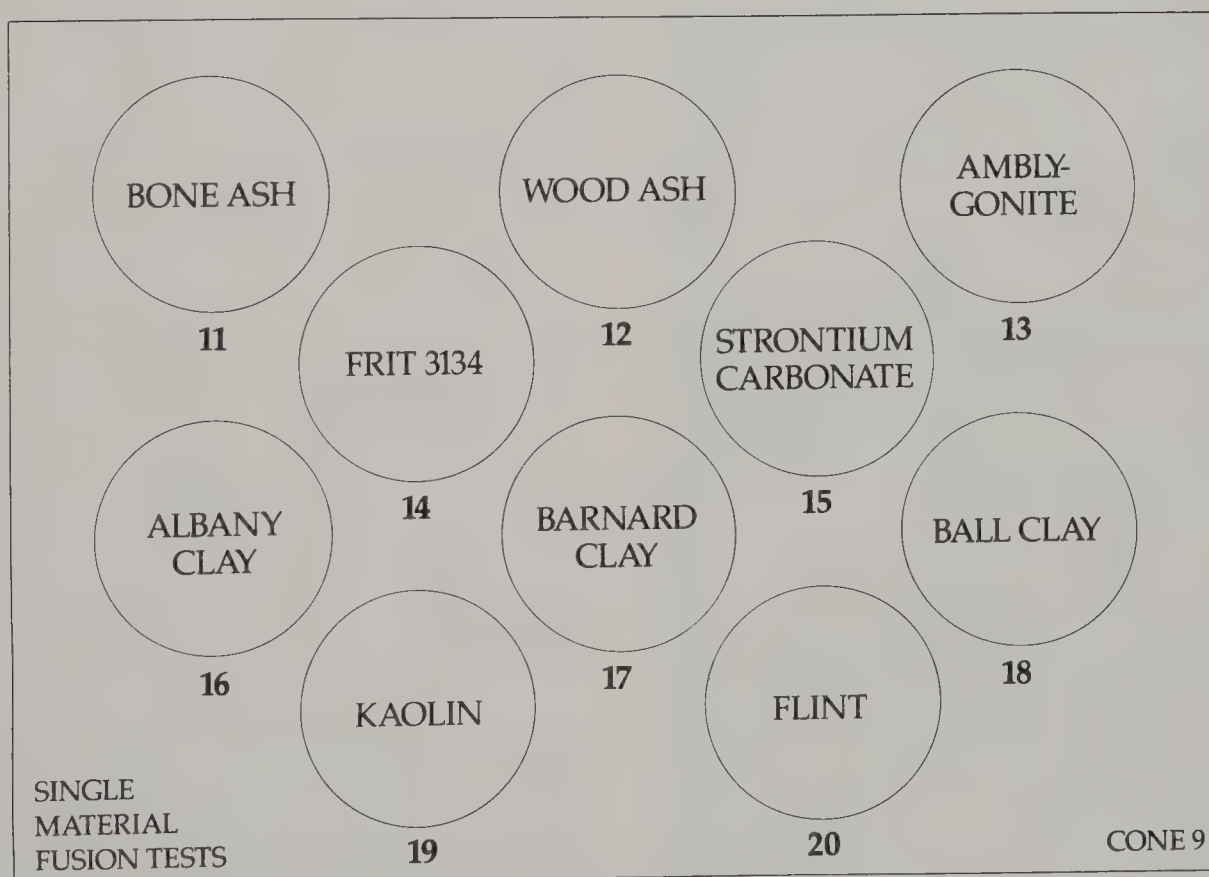 BONE ASH
11
WOOD ASH
12
AMBLY-
GONITE
13
FRIT 3134
14
STRONTIUM
CARBONATE
15
ALBANY
CLAY
16
BARNARD
CLAY
17
BALL CLAY
18
KAOLIN
19
FLINT
20
SINGLE
MATERIAL
FUSION TESTS
CONE 9